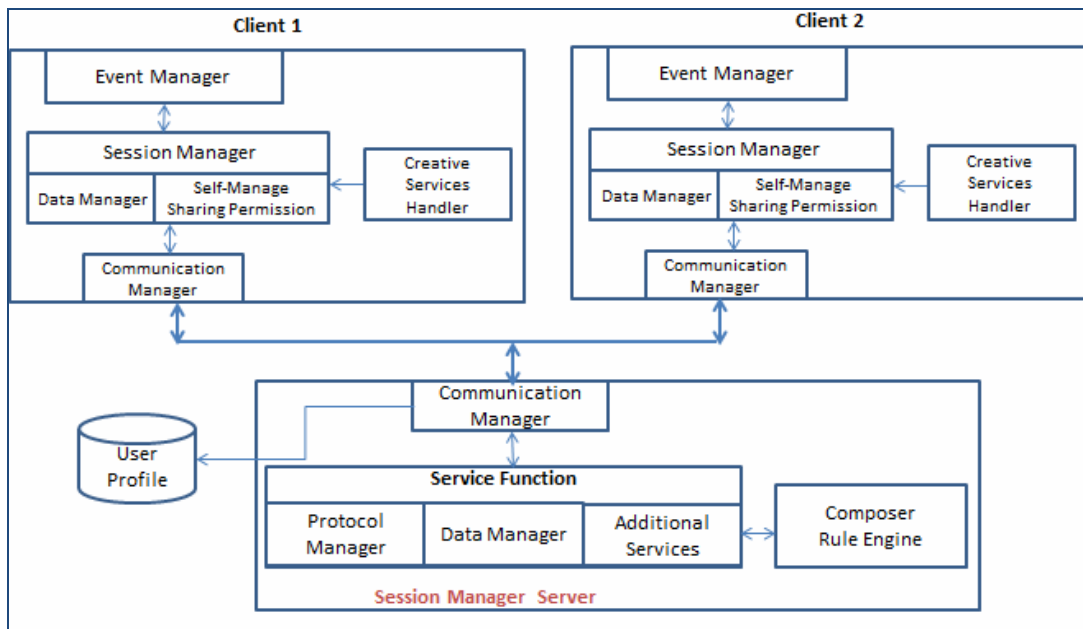 Client 1
Event Manager
Session Manager
Data Manager
Self-Manage
Sharing Permission
Creative
Services
Handler
Communication
Manager
Client 2
Event Manager
Session Manager
Data Manager
Self-Manage
Sharing Permission
Creative
Services
Handler
Communication
Manager
Communication
Manager
User
Profile
Service Function
Protocol
Manager
Data Manager
Additional
Services
Composer
Rule Engine
Session Manager Server